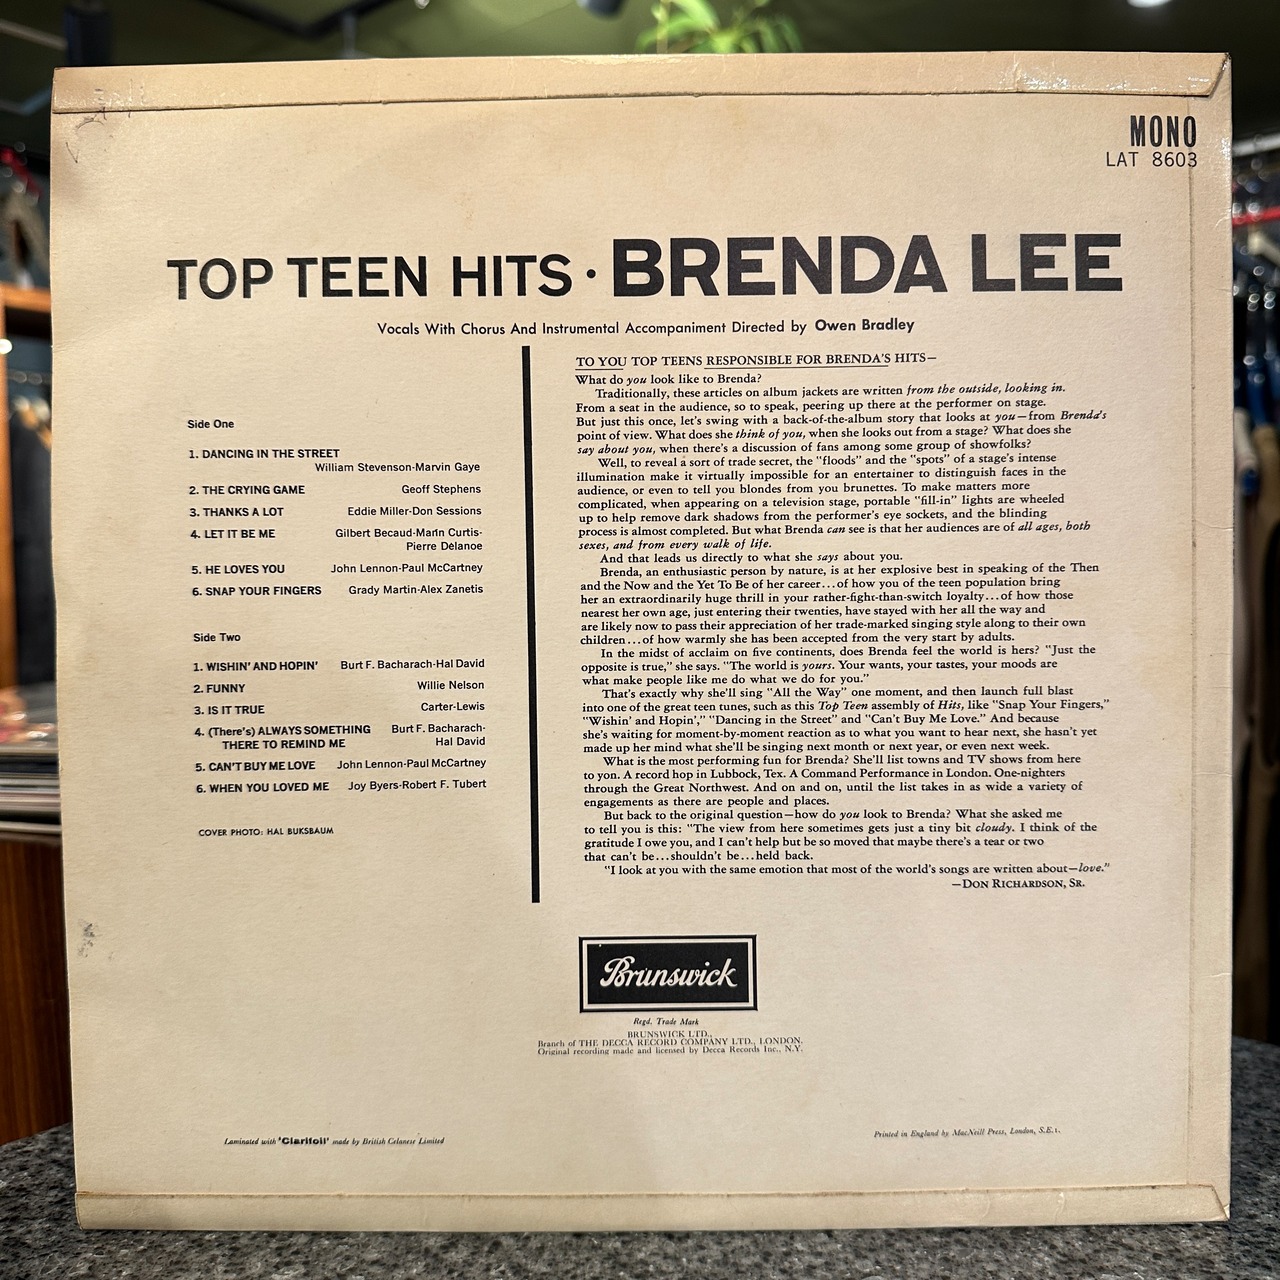 MONO
LAT 8603
TOP TEEN HITS · BRENDA LEE
Vocals With Chorus And Instrumental Accompaniment Directed by Owen Bradley
Side One
1. DANCING IN THE STREET
William Stevenson-Marvin Gaye
2. THE CRYING GAME Geoff Stephens
3. THANKS A LOT Eddie Miller-Don Sessions
4. LET IT BE ME Gilbert Becaud-Marin Curtis-
Pierre Delanoe
5. HE LOVES YOU John Lennon-Paul McCartney
6. SNAP YOUR FINGERS Grady Martin-Alex Zanetis
Side Two
1. WISHIN' AND HOPIN' Burt F. Bacharach-Hal David
2. FUNNY Willie Nelson
3. IS IT TRUE Carter-Lewis
4. (There's) ALWAYS SOMETHING Burt F. Bacharach-
THERE TO REMIND ME Hal David
5. CAN'T BUY ME LOVE John Lennon-Paul McCartney
6. WHEN YOU LOVED ME Joy Byers-Robert F. Tubert
COVER PHOTO: HAL BUKSBAUM
TO YOU TOP TEENS RESPONSIBLE FOR BRENDA'S HITS—
What do you look like to Brenda?
Traditionally, these articles on album jackets are written from the outside, looking in.
From a seat in the audience, so to speak, peering up there at the performer on stage.
But just this once, let's swing with a back-of-the-album story that looks at you—from Brenda's
point of view. What does she think of you, when she looks out from a stage? What does she
say about you, when there's a discussion of fans among some group of showfolks?
Well, to reveal a sort of trade secret, the "floods" and the "spots" of a stage's intense
illumination make it virtually impossible for an entertainer to distinguish faces in the
audience, or even to tell you blondes from you brunettes. To make matters more
complicated, when appearing on a television stage, portable "fill-in" lights are wheeled
up to help remove dark shadows from the performer's eye sockets, and the blinding
process is almost completed. But what Brenda can see is that her audiences are of all ages, both
sexes, and from every walk of life.
And that leads us directly to what she says about you.
Brenda, an enthusiastic person by nature, is at her explosive best in speaking of the Then
and the Now and the Yet To Be of her career...of how you of the teen population bring
her an extraordinarily huge thrill in your rather-fight-than-switch loyalty...of how those
nearest her own age, just entering their twenties, have stayed with her all the way and
are likely now to pass their appreciation of her trade-marked singing style along to their own
children...of how warmly she has been accepted from the very start by adults.
In the midst of acclaim on five continents, does Brenda feel the world is hers? "Just the
opposite is true," she says. "The world is yours. Your wants, your tastes, your moods are
what make people like me do what we do for you."
That's exactly why she'll sing "All the Way" one moment, and then launch full blast
into one of the great teen tunes, such as this Top Teen assembly of Hits, like "Snap Your Fingers,"
"Wishin' and Hopin'," "Dancing in the Street" and "Can't Buy Me Love." And because
she's waiting for moment-by-moment reaction as to what you want to hear next, she hasn't yet
made up her mind what she'll be singing next month or next year, or even next week.
What is the most performing fun for Brenda? She'll list towns and TV shows from here
to yon. A record hop in Lubbock, Tex. A Command Performance in London. One-nighters
through the Great Northwest. And on and on, until the list takes in as wide a variety of
engagements as there are people and places.
But back to the original question—how do you look to Brenda? What she asked me
to tell you is this: "The view from here sometimes gets just a tiny bit cloudy. I think of the
gratitude I owe you, and I can't help but be so moved that maybe there's a tear or two
that can't be...shouldn't be...held back.
"I look at you with the same emotion that most of the world's songs are written about—love."
—DON RICHARDSON, SR.
Brunswick
Regd. Trade Mark
BRUNSWICK LTD.,
Branch of THE DECCA RECORD COMPANY LTD., LONDON.
Original recording made and licensed by Decca Records Inc., N.Y.
Laminated with 'Clarifoil' made by British Celanese Limited
Printed in England by MacNeill Press, London, S.E.1.